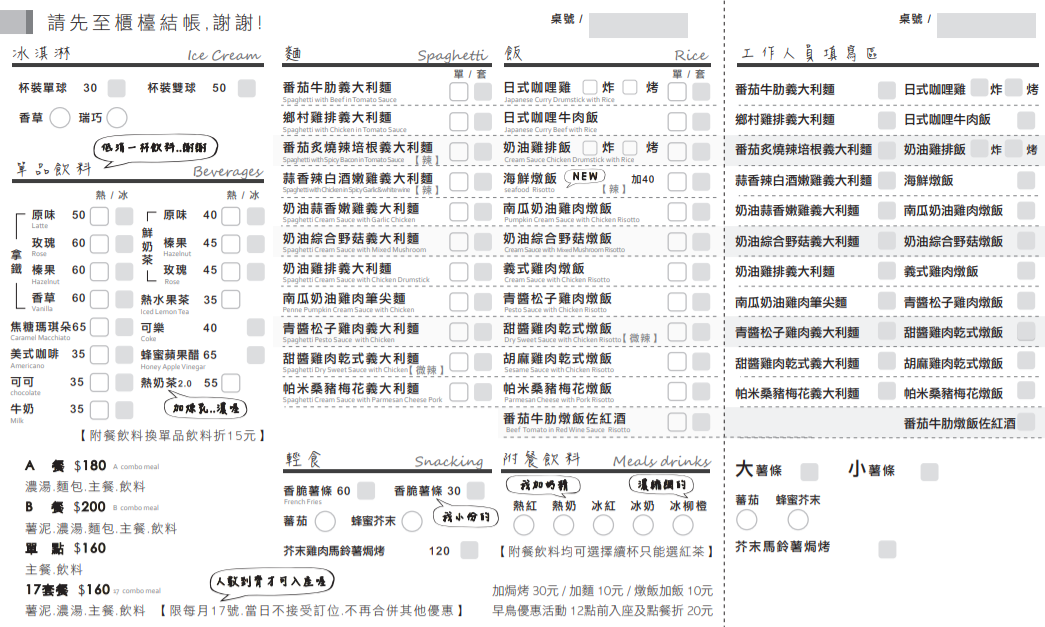 請先至櫃檯結帳,謝謝!
桌號 /
桌號 /
冰淇淋 Ice Cream
杯裝單球 30 杯裝雙球 50
香草 瑞巧
低消一杯飲料..謝謝
單品飲料 Beverages
熱 / 冰 熱 / 冰
拿鐵
原味 50
Latte
玫瑰 60
Rose
榛果 60
Hazelnut
香草 60
Vanilla
焦糖瑪琪朵65
Caramel Macchiato
美式咖啡 35
Americano
可可 35
chocolate
牛奶 35
Milk
鮮奶茶
原味 40
榛果 45
Hazelnut
玫瑰 45
Rose
熱水果茶 35
Iced Lemon Tea
可樂 40
Coke
蜂蜜蘋果醋 65
Honey Apple Vinegar
熱奶茶2.0 55
加煉乳..濃喔
【附餐飲料換單品飲料折15元】
A 餐 $180 A combo meal
濃湯.麵包.主餐.飲料
B 餐 $200 B combo meal
薯泥.濃湯.麵包.主餐.飲料
單 點 $160
主餐.飲料
17套餐 $160 17 combo meal
薯泥.濃湯.主餐.飲料 【限每月17號.當日不接受訂位.不再合併其他優惠】
人數到齊才可入座喔
麵 Spaghetti
單 / 套
番茄牛肋義大利麵
Spaghetti with Beef in Tomato Sauce
鄉村雞排義大利麵
Spaghetti with Chicken in Tomato Sauce
番茄炙燒辣培根義大利麵
Spaghetti with Spicy Bacon in Tomato Sauce 【辣】
蒜香辣白酒嫩雞義大利麵
Spaghetti with Chicken in Spicy Garlic & white wine 【辣】
奶油蒜香嫩雞義大利麵
Spaghetti Cream Sauce with Garlic Chicken
奶油綜合野菇義大利麵
Spaghetti Cream Sauce with Mixed Mushroom
奶油雞排義大利麵
Spaghetti Cream Sauce with Chicken Drumstick
南瓜奶油雞肉筆尖麵
Penne Pumpkin Cream Sauce with Chicken
青醬松子雞肉義大利麵
Spaghetti Pesto Sauce with Chicken
甜醬雞肉乾式義大利麵
Spaghetti Dry Sweet Sauce with Chicken【微辣】
帕米桑豬梅花義大利麵
Spaghetti Cream Sauce with Parmesan Cheese Pork
飯 Rice
單 / 套
日式咖哩雞 炸 烤
Japanese Curry Drumstick with Rice
日式咖哩牛肉飯
Japanese Curry Beef with Rice
奶油雞排飯 炸 烤
Cream Sauce Chicken Drumstick with Rice
海鮮燉飯 NEW 加40
seafood Risotto 【辣】
南瓜奶油雞肉燉飯
Pumpkin Cream Sauce with Chicken Risotto
奶油綜合野菇燉飯
Cream Sauce with Mixed Mushroom Risotto
義式雞肉燉飯
Cream Sauce with Chicken Risotto
青醬松子雞肉燉飯
Pesto Sauce with Chicken Risotto
甜醬雞肉乾式燉飯
Dry Sweet Sauce with Chicken Risotto【微辣】
胡麻雞肉乾式燉飯
Sesame Sauce with Chicken Risotto
帕米桑豬梅花燉飯
Parmesan Cheese with Pork Risotto
番茄牛肋燉飯佐紅酒
Beef Tomato in Red Wine Sauce Risotto
輕食 Snacking
香脆薯條 60 香脆薯條 30
French Fries
我小份的
蕃茄 蜂蜜芥末
芥末雞肉馬鈴薯焗烤 120
附餐飲料 Meals drinks
我加奶精 濃縮調的
熱紅 熱奶 冰紅 冰奶 冰柳橙
【附餐飲料均可選擇續杯只能選紅茶】
加焗烤 30元 / 加麵 10元 / 燉飯加飯 10元
早鳥優惠活動 12點前入座及點餐折 20元
工作人員填寫區
番茄牛肋義大利麵 日式咖哩雞 炸 烤
鄉村雞排義大利麵 日式咖哩牛肉飯
番茄炙燒辣培根義大利麵 奶油雞排飯 炸 烤
蒜香辣白酒嫩雞義大利麵 海鮮燉飯
奶油蒜香嫩雞義大利麵 南瓜奶油雞肉燉飯
奶油綜合野菇義大利麵 奶油綜合野菇燉飯
奶油雞排義大利麵 義式雞肉燉飯
南瓜奶油雞肉筆尖麵 青醬松子雞肉燉飯
青醬松子雞肉義大利麵 甜醬雞肉乾式燉飯
甜醬雞肉乾式義大利麵 胡麻雞肉乾式燉飯
帕米桑豬梅花義大利麵 帕米桑豬梅花燉飯
番茄牛肋燉飯佐紅酒
大薯條 小薯條
蕃茄 蜂蜜芥末
芥末馬鈴薯焗烤